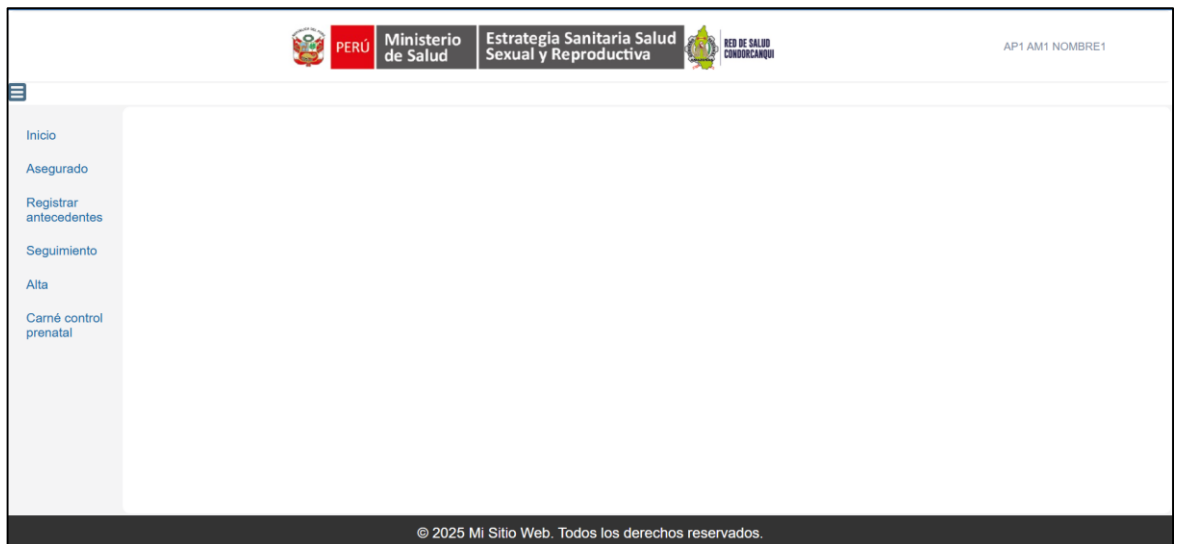 PERÚ
Ministerio
de Salud
Estrategia Sanitaria Salud
Sexual y Reproductiva
RED DE SALUD
CONDORCANQUI
AP1 AM1 NOMBRE1
Inicio
Asegurado
Registrar
antecedentes
Seguimiento
Alta
Carné control
prenatal
© 2025 Mi Sitio Web. Todos los derechos reservados.